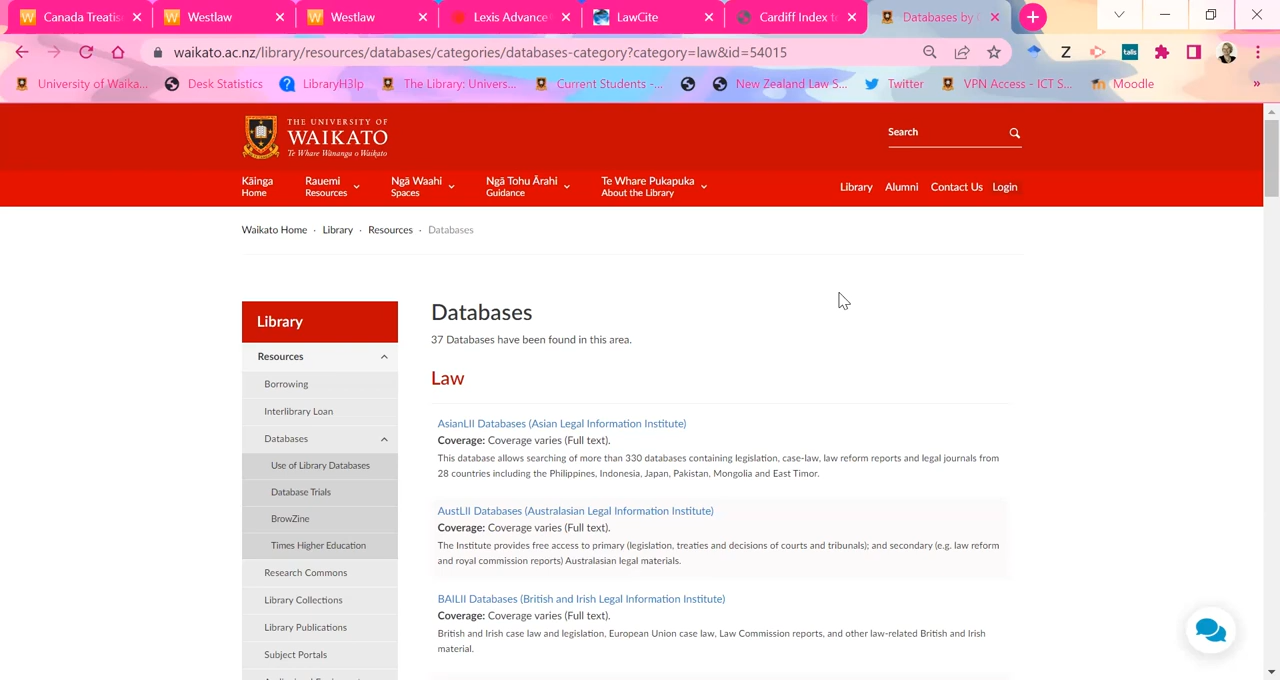 Canada Treatis
Westlaw
Westlaw
Lexis Advance
LawCite
Cardiff Index t
Databases by
waikato.ac.nz/library/resources/databases/categories/databases-category?category=law&id=54015
Z
talis
University of Waika...
Desk Statistics
LibraryH3lp
The Library: Univers...
Current Students -...
New Zealand Law S...
Twitter
VPN Access - ICT S...
Moodle
»
THE UNIVERSITY OF
WAIKATO
Te Whare Wānanga o Waikato
Search
Kāinga
Home
Rauemi
Resources
Ngā Waahi
Spaces
Ngā Tohu Ārahi
Guidance
Te Whare Pukapuka
About the Library
Library
Alumni
Contact Us
Login
Waikato Home · Library · Resources · Databases
Library
Resources
Borrowing
Interlibrary Loan
Databases
Use of Library Databases
Database Trials
BrowZine
Times Higher Education
Research Commons
Library Collections
Library Publications
Subject Portals
Databases
37 Databases have been found in this area.
Law
AsianLII Databases (Asian Legal Information Institute)
Coverage: Coverage varies (Full text).
This database allows searching of more than 330 databases containing legislation, case-law, law reform reports and legal journals from
28 countries including the Philippines, Indonesia, Japan, Pakistan, Mongolia and East Timor.
AustLII Databases (Australasian Legal Information Institute)
Coverage: Coverage varies (Full text).
The Institute provides free access to primary (legislation, treaties and decisions of courts and tribunals); and secondary (e.g. law reform
and royal commission reports) Australasian legal materials.
BAILII Databases (British and Irish Legal Information Institute)
Coverage: Coverage varies (Full text).
British and Irish case law and legislation, European Union case law, Law Commission reports, and other law-related British and Irish
material.